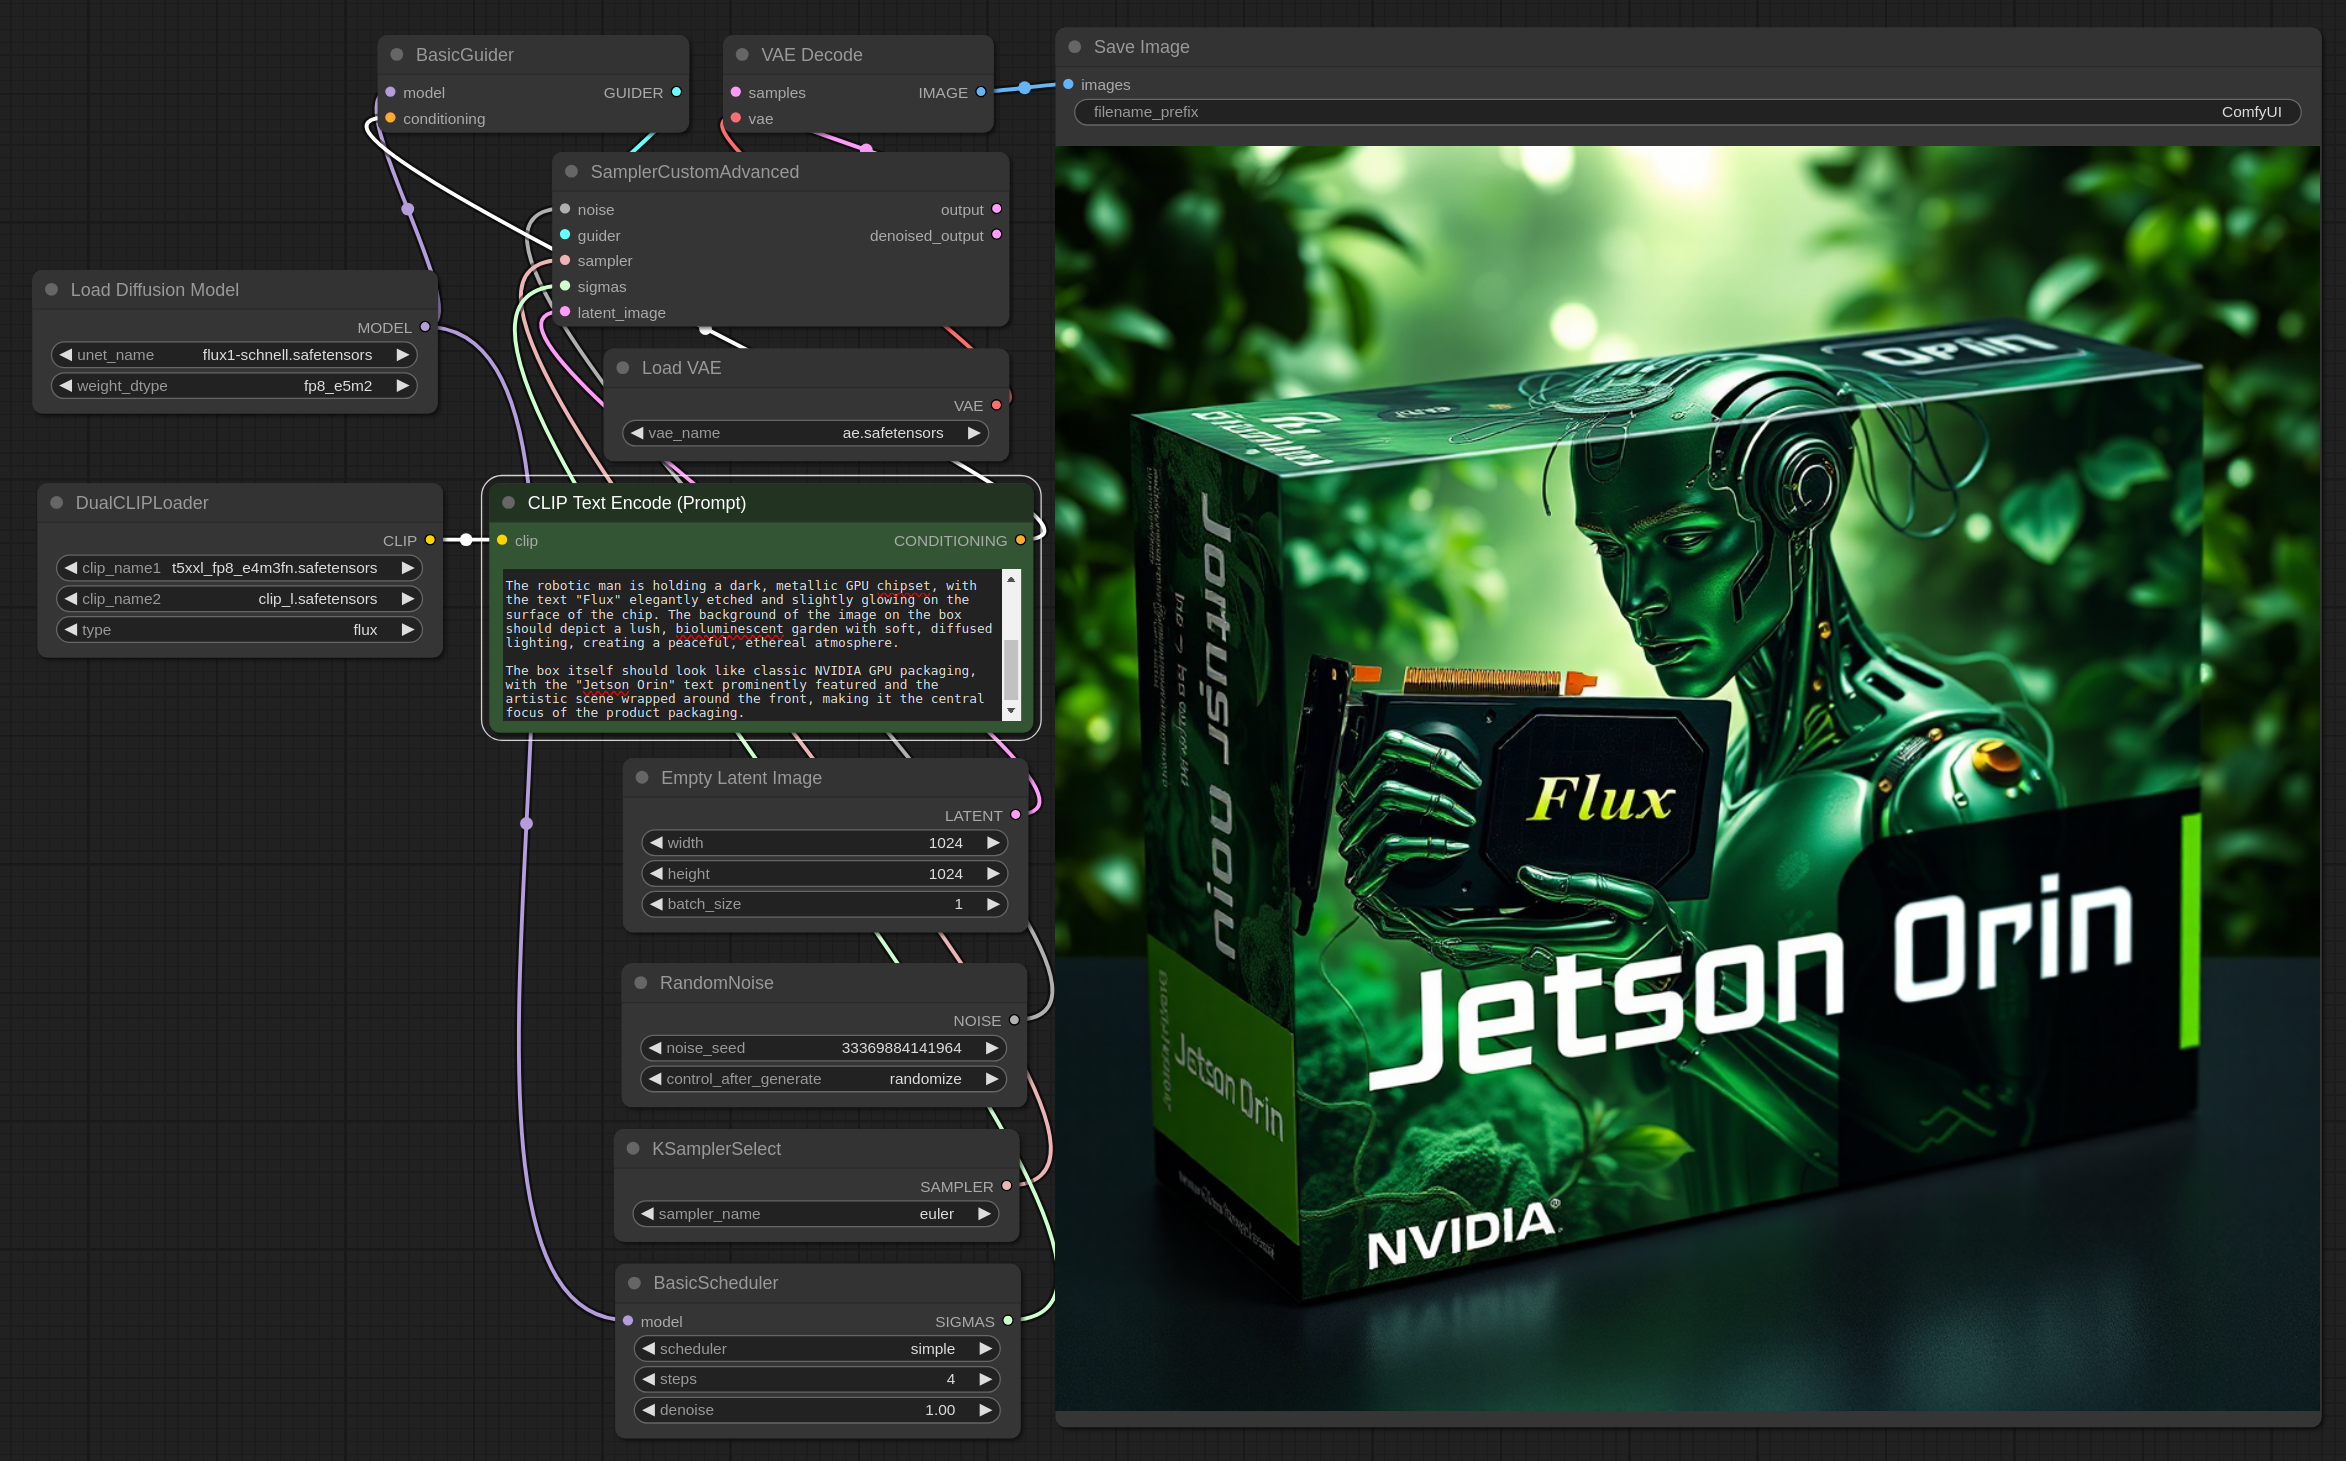 BasicGuider
model GUIDER
conditioning
VAE Decode
samples IMAGE
vae
SamplerCustomAdvanced
noise output
guider denoised_output
sampler
sigmas
latent_image
Load Diffusion Model
MODEL
unet_name flux1-schnell.safetensors
weight_dtype fp8_e5m2
Load VAE
VAE
vae_name ae.safetensors
DualCLIPLoader
CLIP
clip_name1 t5xxl_fp8_e4m3fn.safetensors
clip_name2 clip_l.safetensors
type flux
CLIP Text Encode (Prompt)
clip CONDITIONING
The robotic man is holding a dark, metallic GPU chipset, with
the text "Flux" elegantly etched and slightly glowing on the
surface of the chip. The background of the image on the box
should depict a lush, bioluminescent garden with soft, diffused
lighting, creating a peaceful, ethereal atmosphere.
The box itself should look like classic NVIDIA GPU packaging,
with the "Jetson Orin" text prominently featured and the
artistic scene wrapped around the front, making it the central
focus of the product packaging.
Empty Latent Image
LATENT
width 1024
height 1024
batch_size 1
RandomNoise
NOISE
noise_seed 33369884141964
control_after_generate randomize
KSamplerSelect
SAMPLER
sampler_name euler
BasicScheduler
model SIGMAS
scheduler simple
steps 4
denoise 1.00
Save Image
images
filename_prefix ComfyUI
Orin
Flux
Jetson Orin
Jetson Orin
NVIDIA®